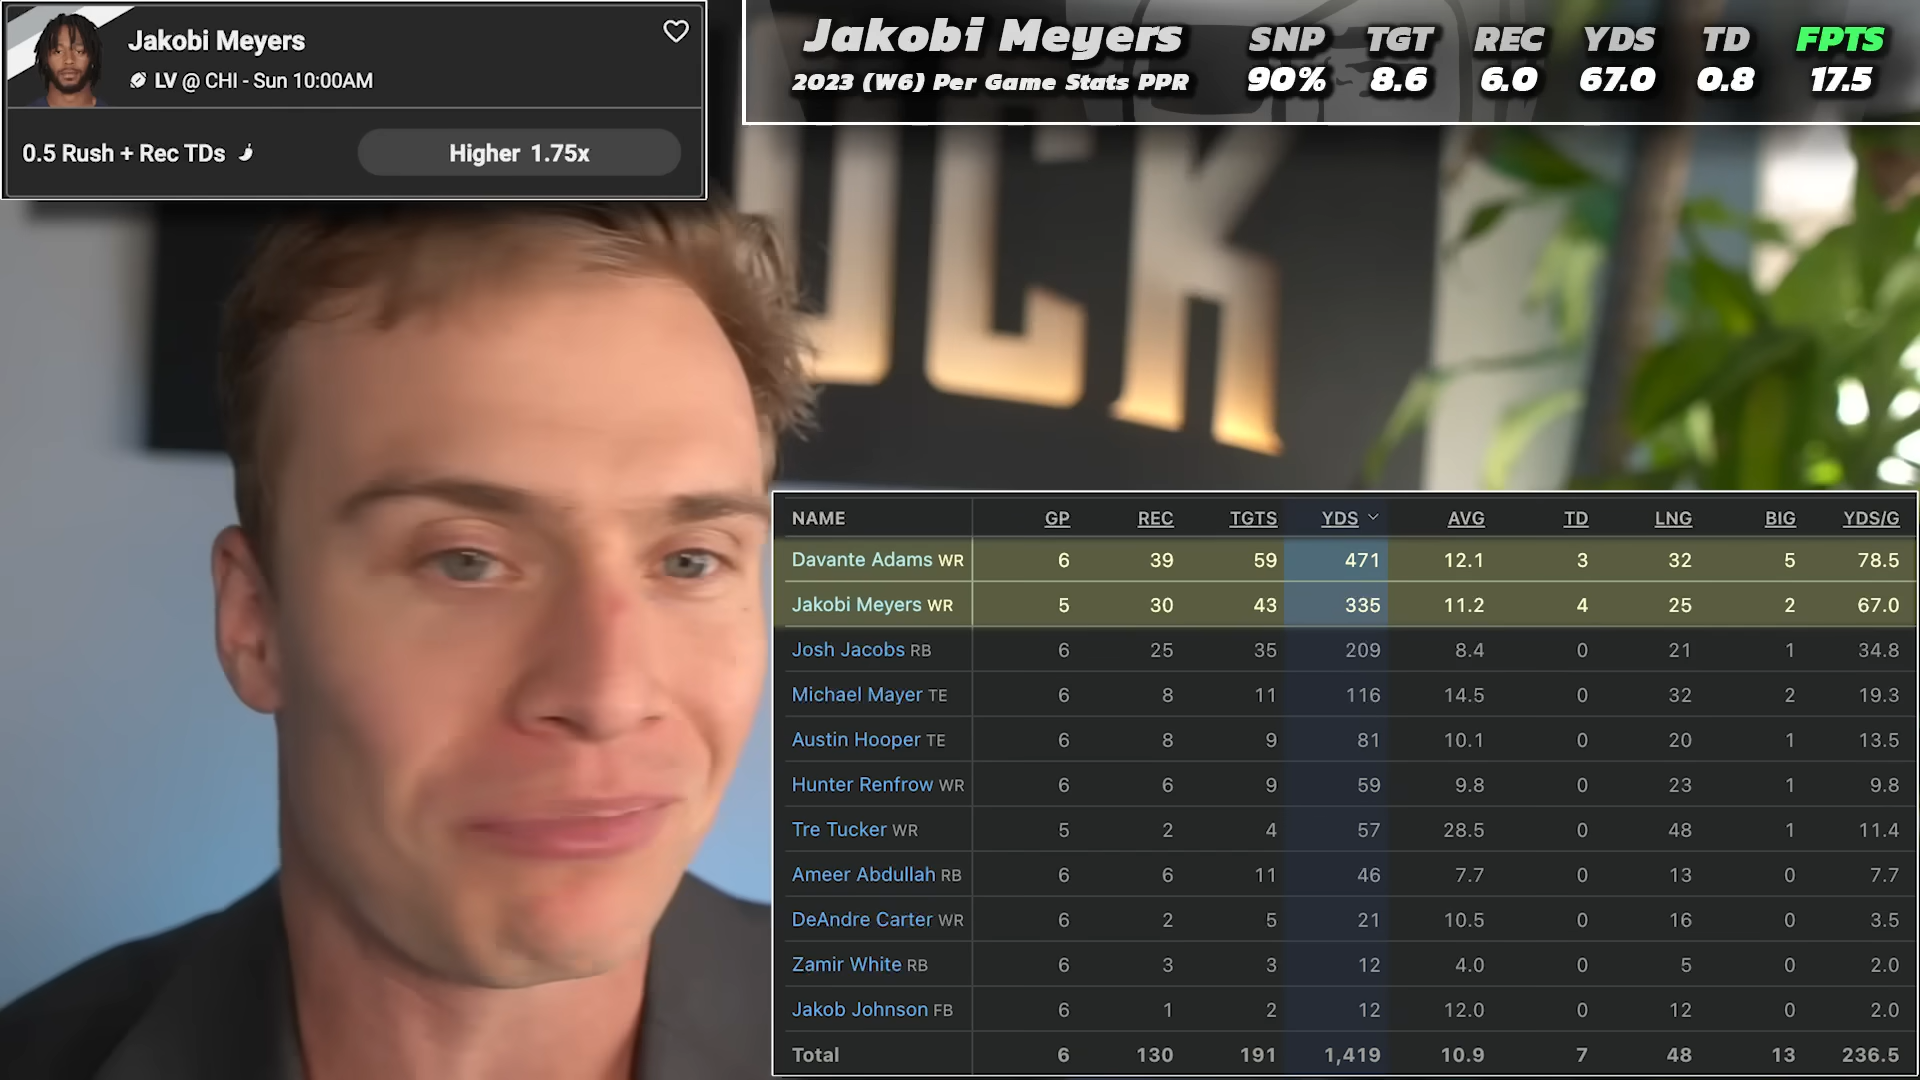 Jakobi Meyers
LV @ CHI - Sun 10:00AM
0.5 Rush + Rec TDs
Higher 1.75x
Jakobi Meyers SNP TGT REC YDS TD FPTS
2023 (W6) Per Game Stats PPR 90% 8.6 6.0 67.0 0.8 17.5
OCK
NAME GP REC TGTS YDS AVG TD LNG BIG YDS/G
Davante Adams WR 6 39 59 471 12.1 3 32 5 78.5
Jakobi Meyers WR 5 30 43 335 11.2 4 25 2 67.0
Josh Jacobs RB 6 25 35 209 8.4 0 21 1 34.8
Michael Mayer TE 6 8 11 116 14.5 0 32 2 19.3
Austin Hooper TE 6 8 9 81 10.1 0 20 1 13.5
Hunter Renfrow WR 6 6 9 59 9.8 0 23 1 9.8
Tre Tucker WR 5 2 4 57 28.5 0 48 1 11.4
Ameer Abdullah RB 6 6 11 46 7.7 0 13 0 7.7
DeAndre Carter WR 6 2 5 21 10.5 0 16 0 3.5
Zamir White RB 6 3 3 12 4.0 0 5 0 2.0
Jakob Johnson FB 6 1 2 12 12.0 0 12 0 2.0
Total 6 130 191 1,419 10.9 7 48 13 236.5